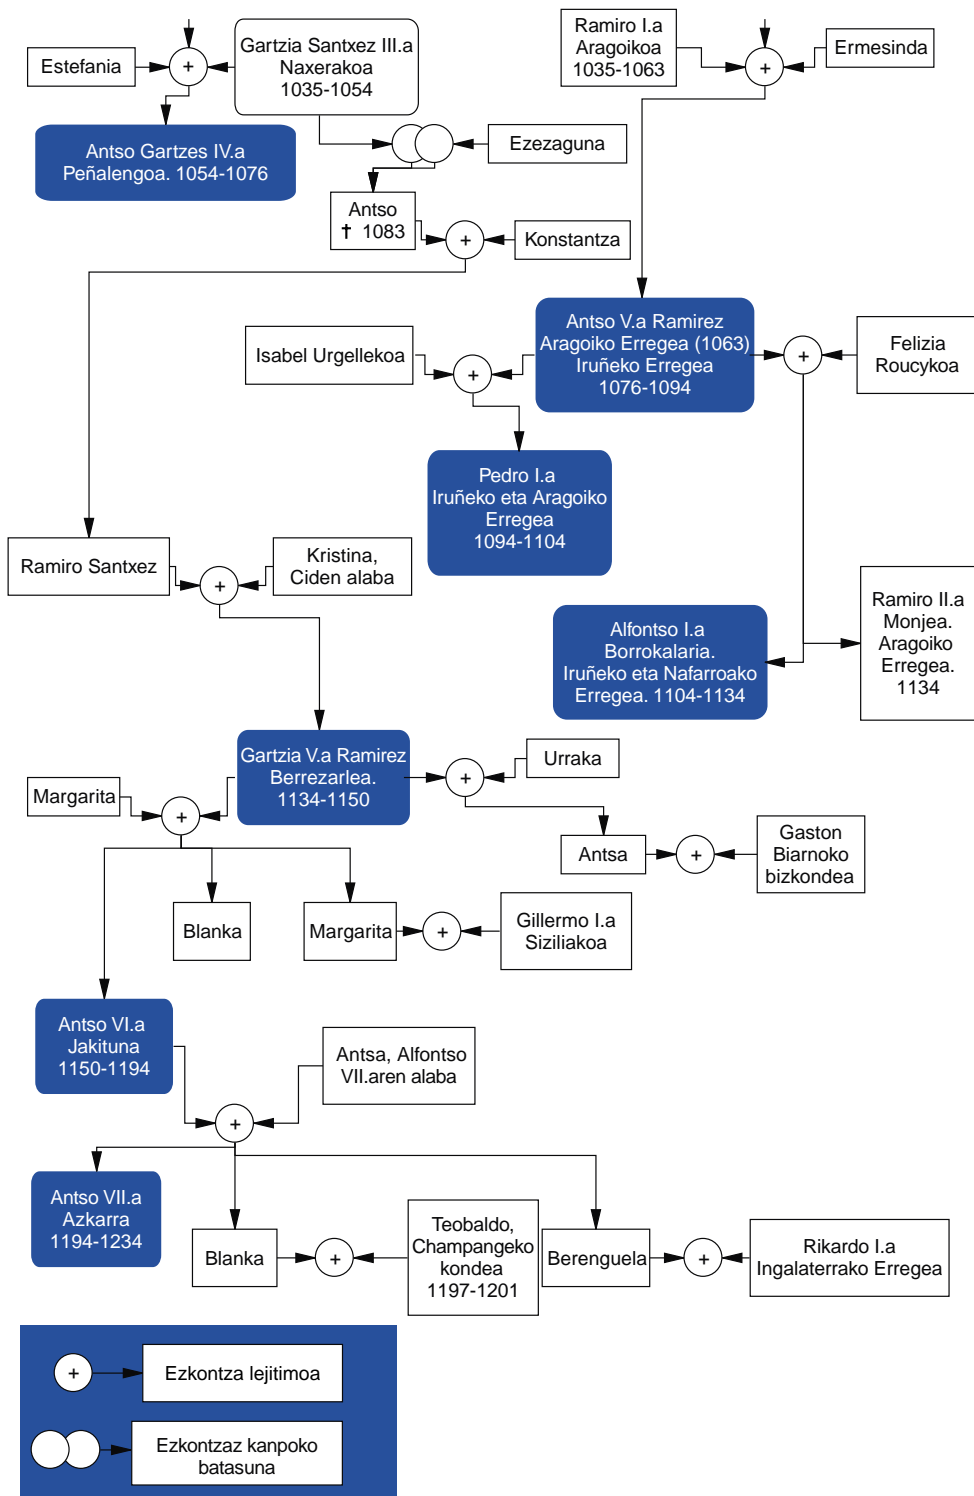 Gartzia Santxez III.a
Naxerakoa
1035-1054
Ramiro I.a
Aragoikoa
1035-1063
Ermesinda
Estefania
+
+
Antso Gartzes IV.a
Peñalengoa. 1054-1076
Ezezaguna
Antso
✝ 1083
+
Konstantza
Isabel Urgellekoa
+
Antso V.a Ramirez
Aragoiko Erregea (1063)
Iruñeko Erregea
1076-1094
+
Felizia
Roucykoa
Pedro I.a
Iruñeko eta Aragoiko
Erregea
1094-1104
Ramiro Santxez
+
Kristina,
Ciden alaba
Alfontso I.a
Borrokalaria.
Iruñeko eta Nafarroako
Erregea. 1104-1134
Ramiro II.a
Monjea.
Aragoiko
Erregea.
1134
Margarita
+
Gartzia V.a Ramirez
Berrezarlea.
1134-1150
+
Urraka
Antsa
+
Gaston
Biarnoko
bizkondea
Blanka
Margarita
+
Gillermo I.a
Siziliakoa
Antso VI.a
Jakituna
1150-1194
+
Antsa, Alfontso
VII.aren alaba
Antso VII.a
Azkarra
1194-1234
Blanka
+
Teobaldo,
Champangeko
kondea
1197-1201
Berenguela
+
Rikardo I.a
Ingalaterrako Erregea
+
Ezkontza lejitimoa
Ezkontzaz kanpoko
batasuna